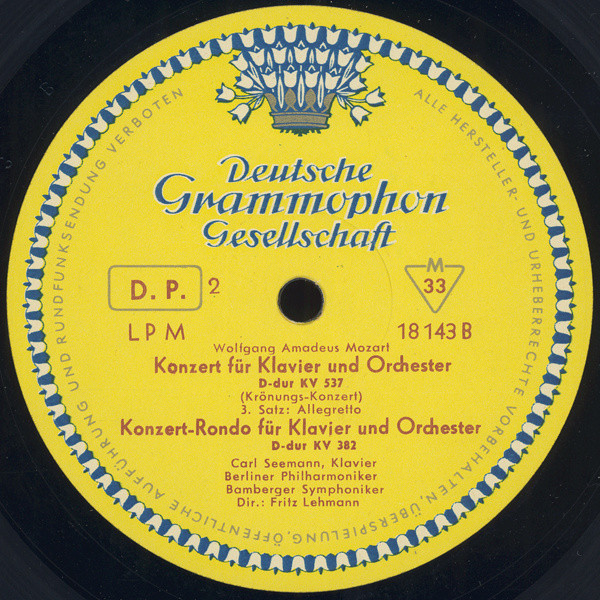 Deutsche
Grammophon
Gesellschaft
D. P. 2
M
33
LPM
18 143 B
Wolfgang Amadeus Mozart
Konzert für Klavier und Orchester
D-dur KV 537
(Krönungs-Konzert)
3. Satz: Allegretto
Konzert-Rondo für Klavier und Orchester
D-dur KV 382
Carl Seemann, Klavier
Berliner Philharmoniker
Bamberger Symphoniker
Dir.: Fritz Lehmann
ALLE HERSTELLER- UND URHEBERRECHTE VORBEHALTEN, ÜBERSPIELUNG, ÖFFENTLICHE AUFFÜHRUNG UND RUNDFUNKSENDUNG VERBOTEN